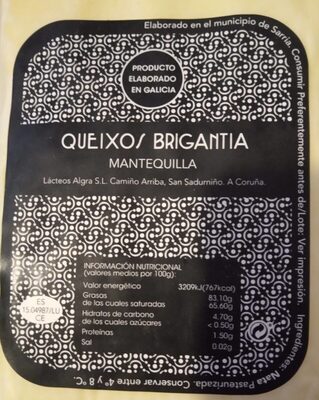 PRODUCTO
ELABORADO
EN GALICIA
QUEIXOS BRIGANTIA
MANTEQUILLA
Lácteos Algra S.L. Camiño Arriba, San Sadurniño. A Coruña.
INFORMACIÓN NUTRICIONAL
(valores medios por 100g):
Valor energético 3209kJ(767kcal)
Grasas 83.10g
de las cuales saturadas 65.60g
Hidratos de carbono 4.70g
de los cuales azúcares < 0.50g
Proteínas 1.50g
Sal 0.02g
ES
15.04987/LU
CE
Elaborado en el municipio de Sarria. Consumir Preferentemente antes de/Lote: Ver impresión. Ingredientes: Nata Pasteurizada. Conservar entre 4º y 8 ºC.